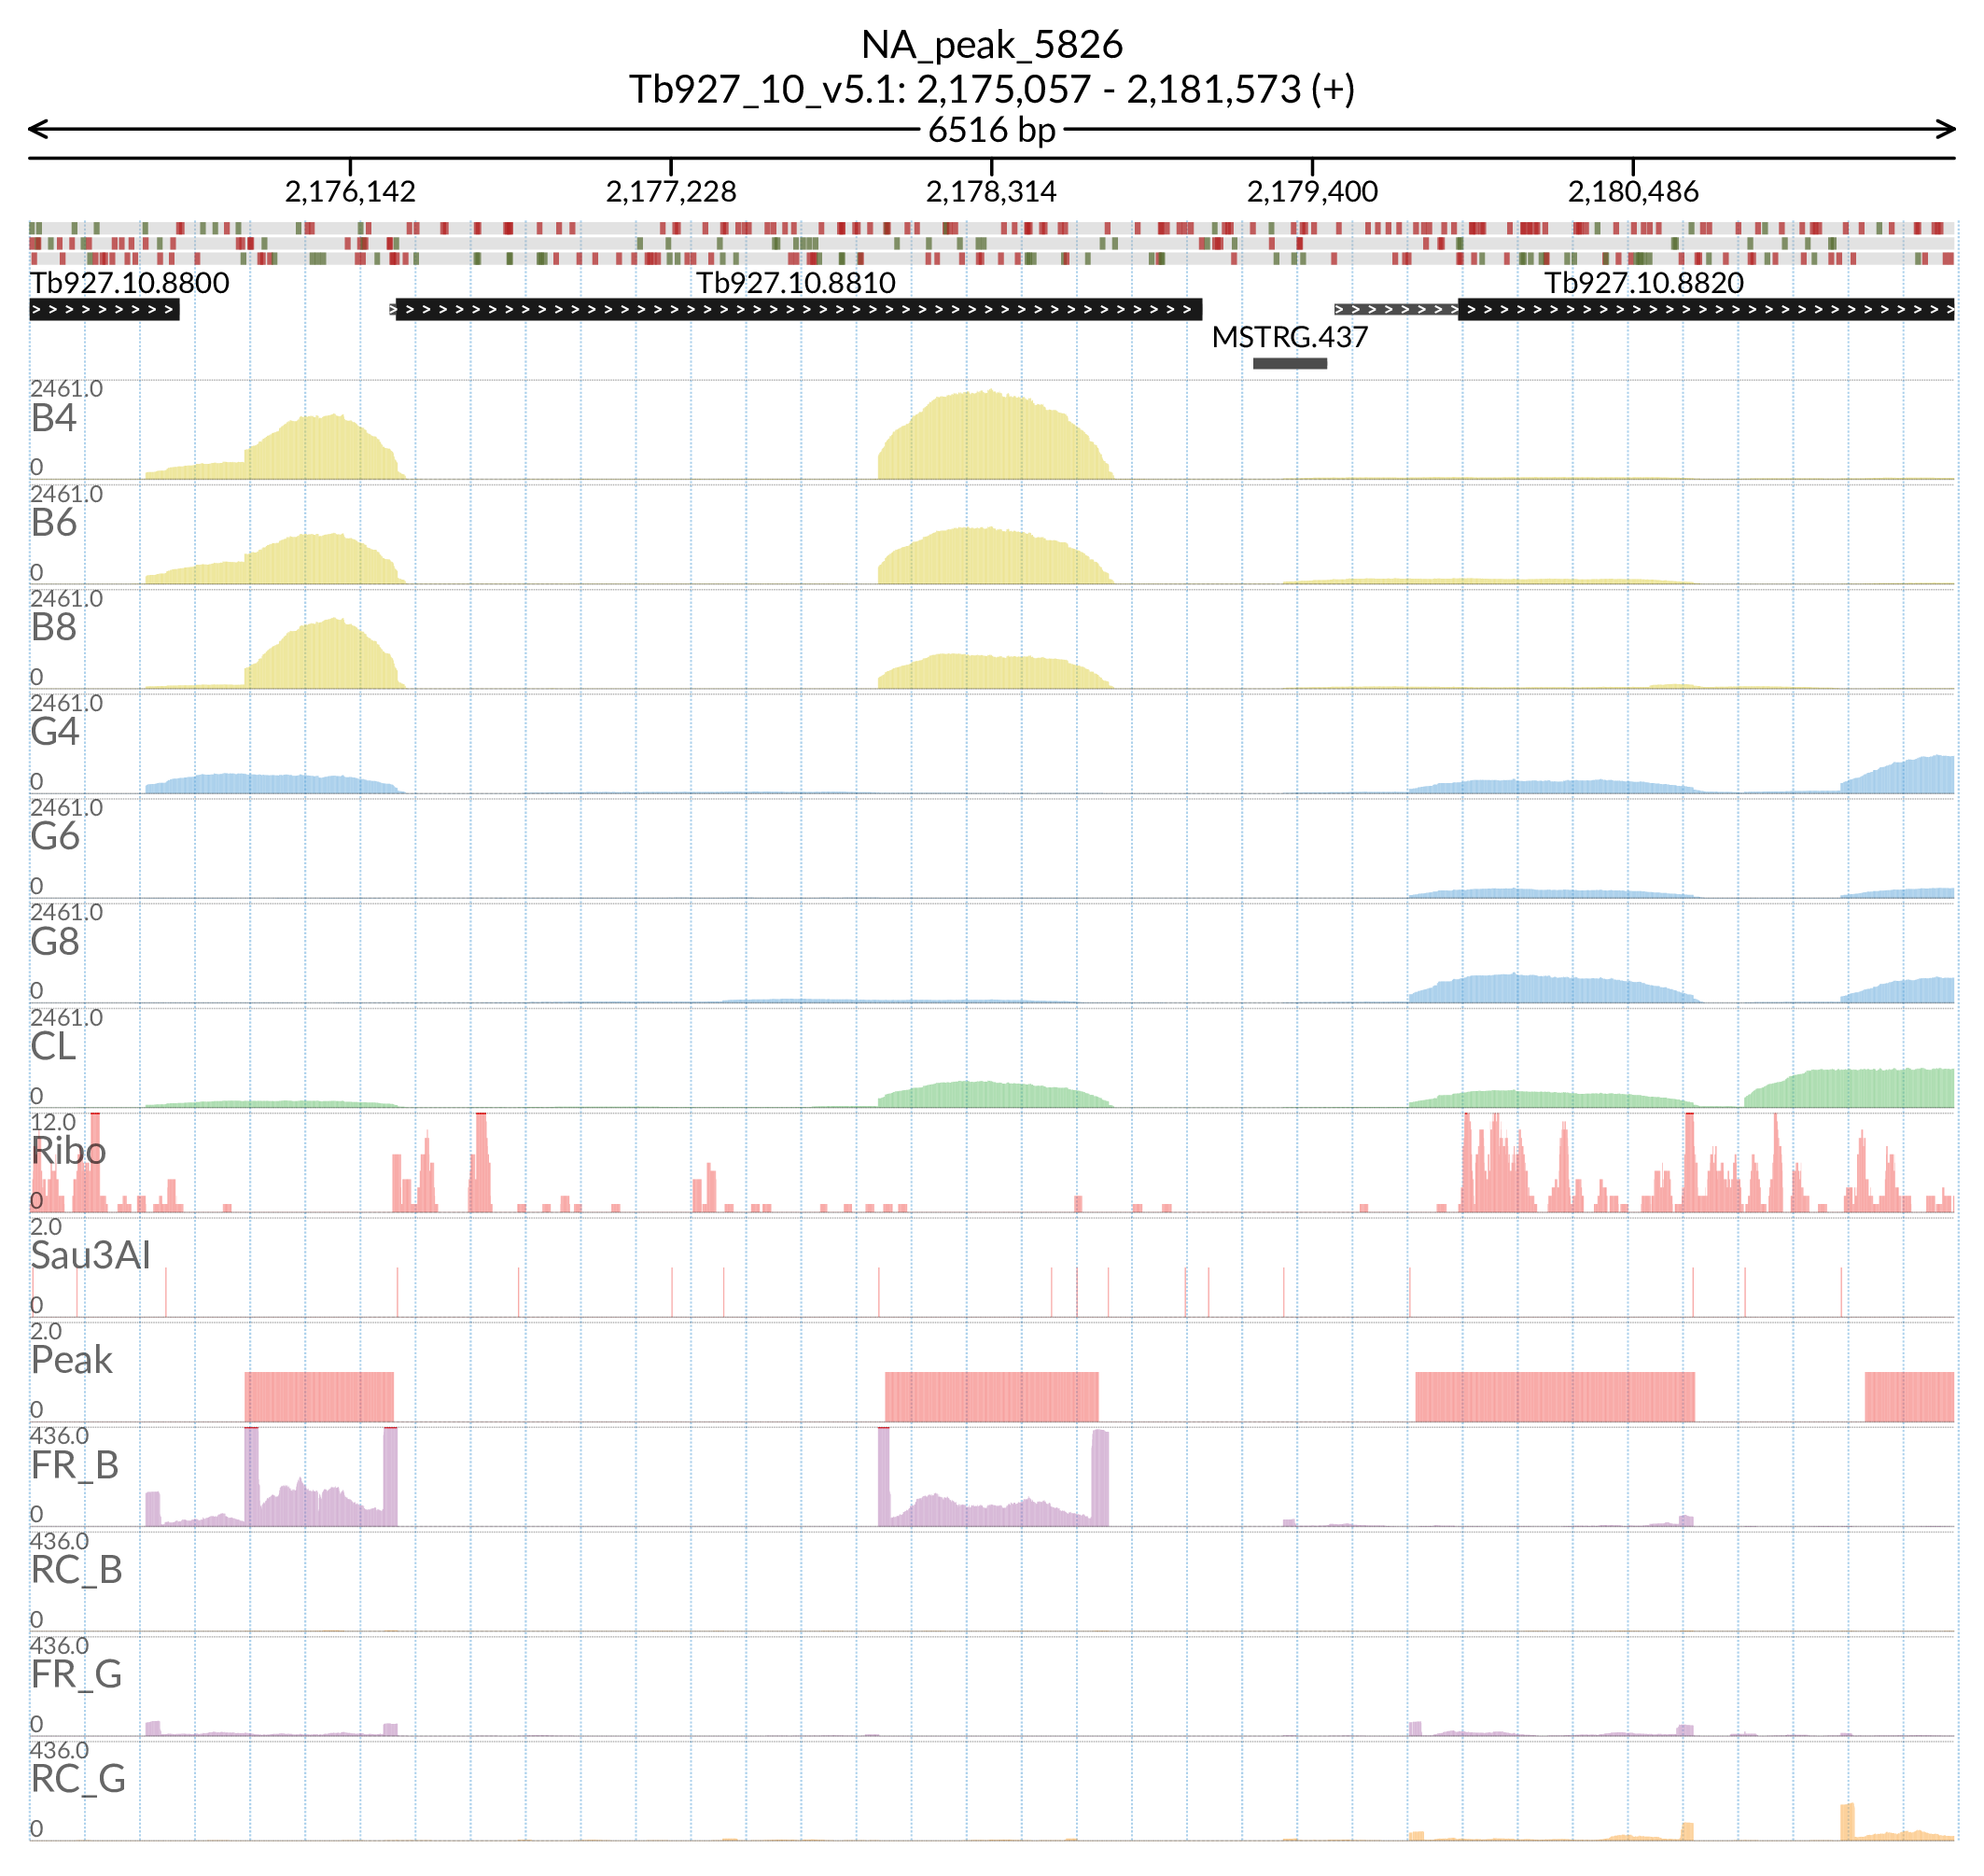 NA_peak_5826
Tb927_10_v5.1: 2,175,057 - 2,181,573 (+)
6516 bp
2,176,142 2,177,228 2,178,314 2,179,400 2,180,486
Tb927.10.8800 Tb927.10.8810 Tb927.10.8820
MSTRG.437
2461.0
B4
0
2461.0
B6
0
2461.0
B8
0
2461.0
G4
0
2461.0
G6
0
2461.0
G8
0
2461.0
CL
0
12.0
Ribo
0
2.0
Sau3AI
0
2.0
Peak
0
436.0
FR_B
0
436.0
RC_B
0
436.0
FR_G
0
436.0
RC_G
0